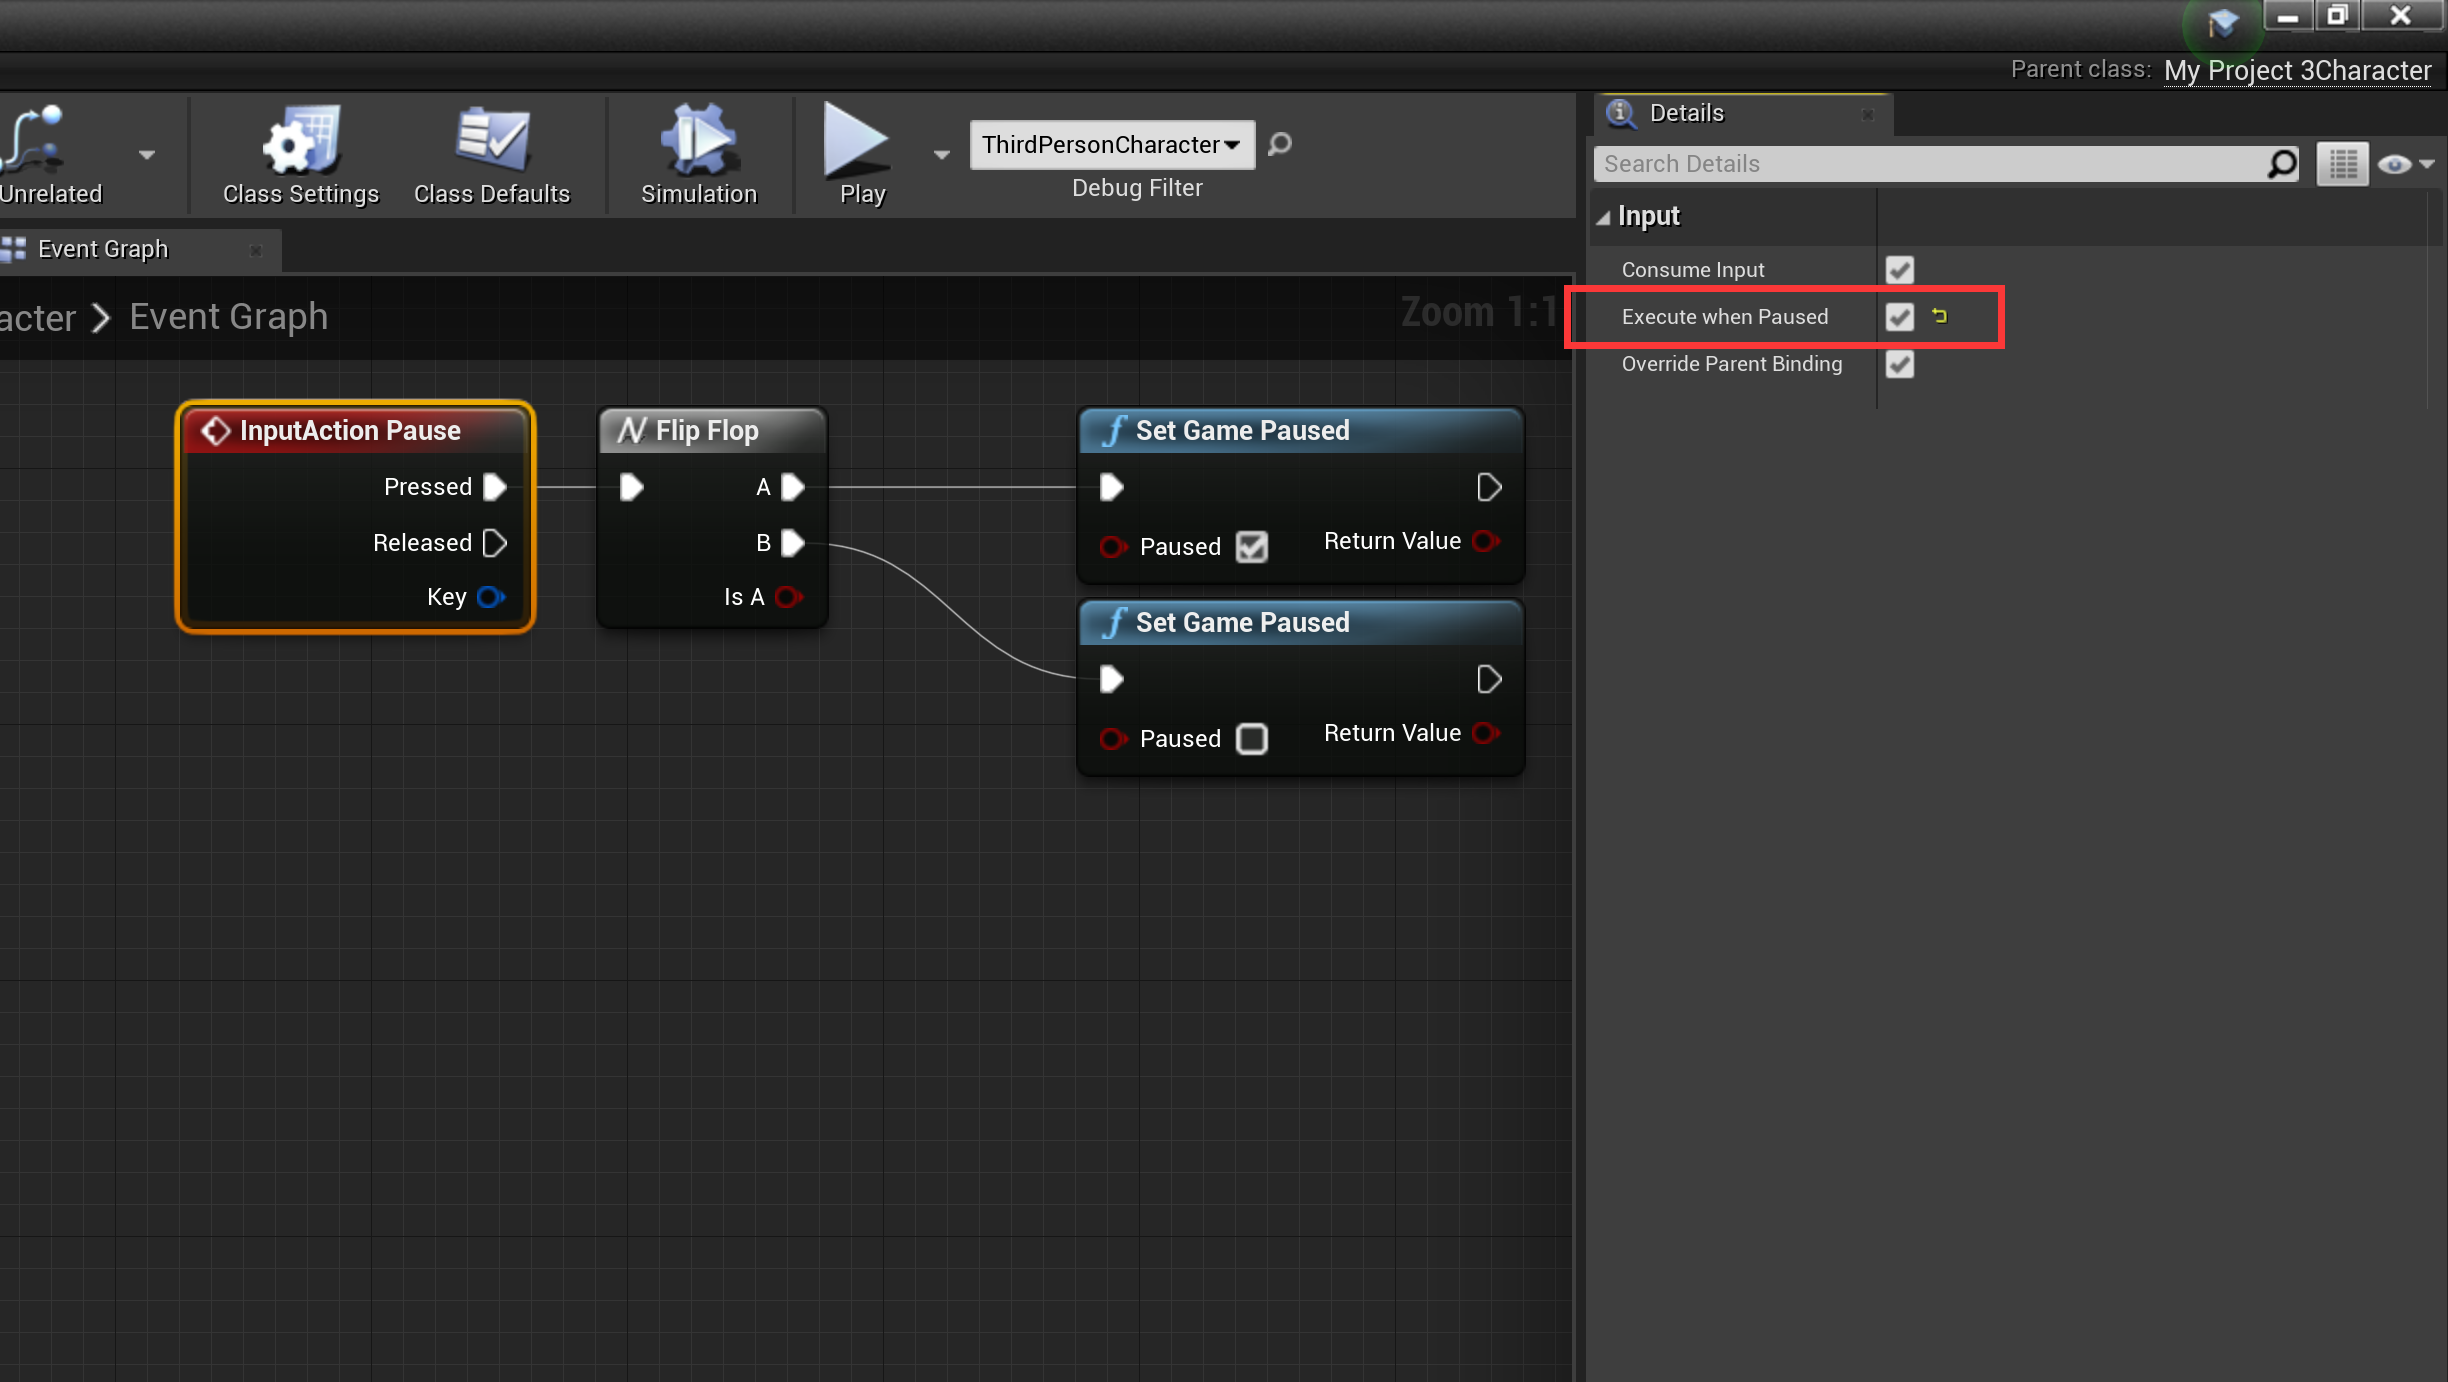 Parent class: My Project 3Character
Unrelated
Class Settings
Class Defaults
Simulation
Play
ThirdPersonCharacter
Debug Filter
Details
Search Details
Event Graph
acter > Event Graph
Zoom 1:1
Input
Consume Input
Execute when Paused
Override Parent Binding
InputAction Pause
Pressed
Released
Key
Flip Flop
A
B
Is A
Set Game Paused
Paused
Return Value
Set Game Paused
Paused
Return Value